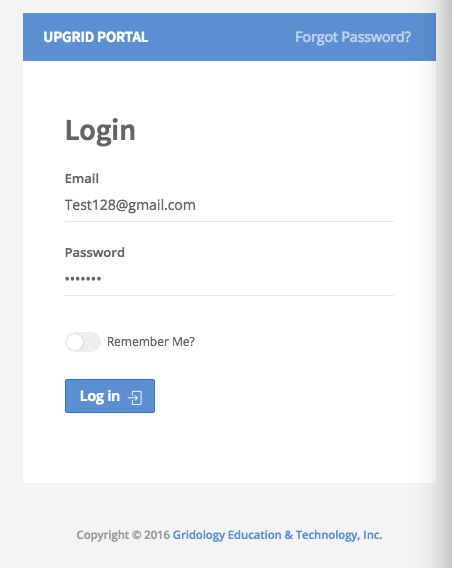 UPGRID PORTAL Forgot Password?
Login
Email
Test128@gmail.com
Password
•••••••
Remember Me?
Log in
Copyright © 2016 Gridology Education & Technology, Inc.